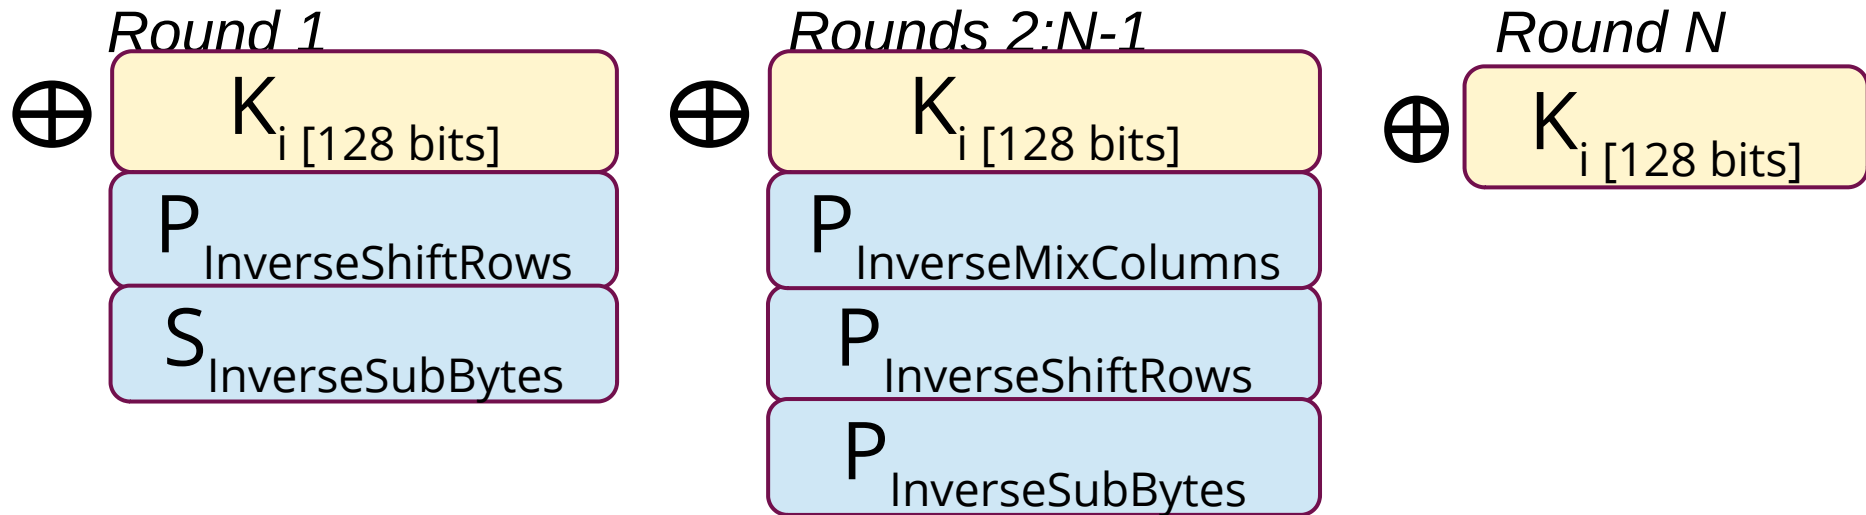 Round 1
⊕ K i [128 bits]
P InverseShiftRows
S InverseSubBytes
Rounds 2:N-1
⊕ K i [128 bits]
P InverseMixColumns
P InverseShiftRows
P InverseSubBytes
Round N
⊕ K i [128 bits]